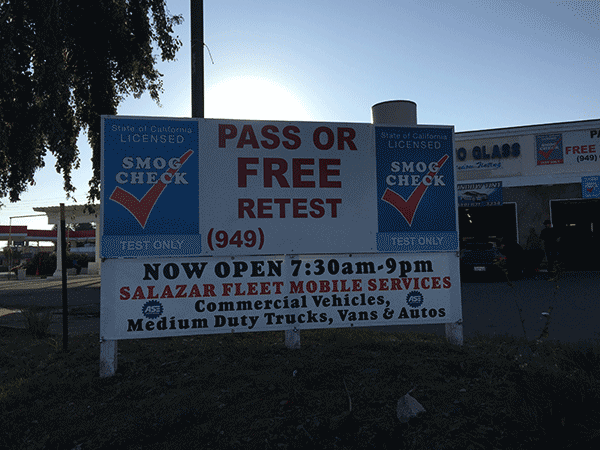 State of California
LICENSED
SMOG
CHECK
TEST ONLY
PASS OR
FREE
RETEST
(949)
State of California
LICENSED
SMOG
CHECK
TEST ONLY
NOW OPEN 7:30am-9pm
SALAZAR FLEET MOBILE SERVICES
Commercial Vehicles,
Medium Duty Trucks, Vans & Autos
ASE
ASE
O GLASS
FREE
(949)